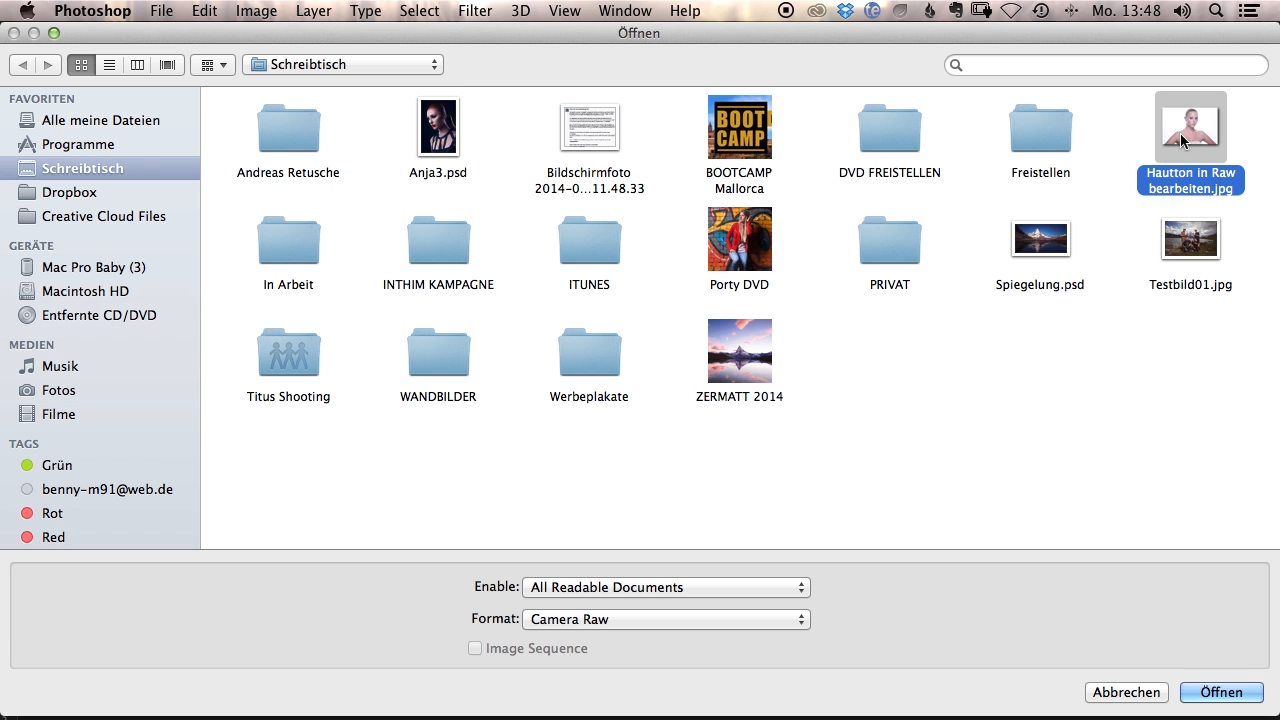 Photoshop File Edit Image Layer Type Select Filter 3D View Window Help Mo. 13:48
Öffnen
Schreibtisch
FAVORITEN
Alle meine Dateien
Programme
Schreibtisch
Dropbox
Creative Cloud Files
GERÄTE
Mac Pro Baby (3)
Macintosh HD
Entfernte CD/DVD
MEDIEN
Musik
Fotos
Filme
TAGS
Grün
benny-m91@web.de
Rot
Red
Andreas Retusche
Anja3.psd
Bildschirmfoto
2014-0...11.48.33
BOOT
CAMP
BOOTCAMP
Mallorca
DVD FREISTELLEN
Freistellen
Hautton in Raw
bearbeiten.jpg
In Arbeit
INTHIM KAMPAGNE
ITUNES
Porty DVD
PRIVAT
Spiegelung.psd
Testbild01.jpg
Titus Shooting
WANDBILDER
Werbeplakate
ZERMATT 2014
Enable: All Readable Documents
Format: Camera Raw
Image Sequence
Abbrechen Öffnen